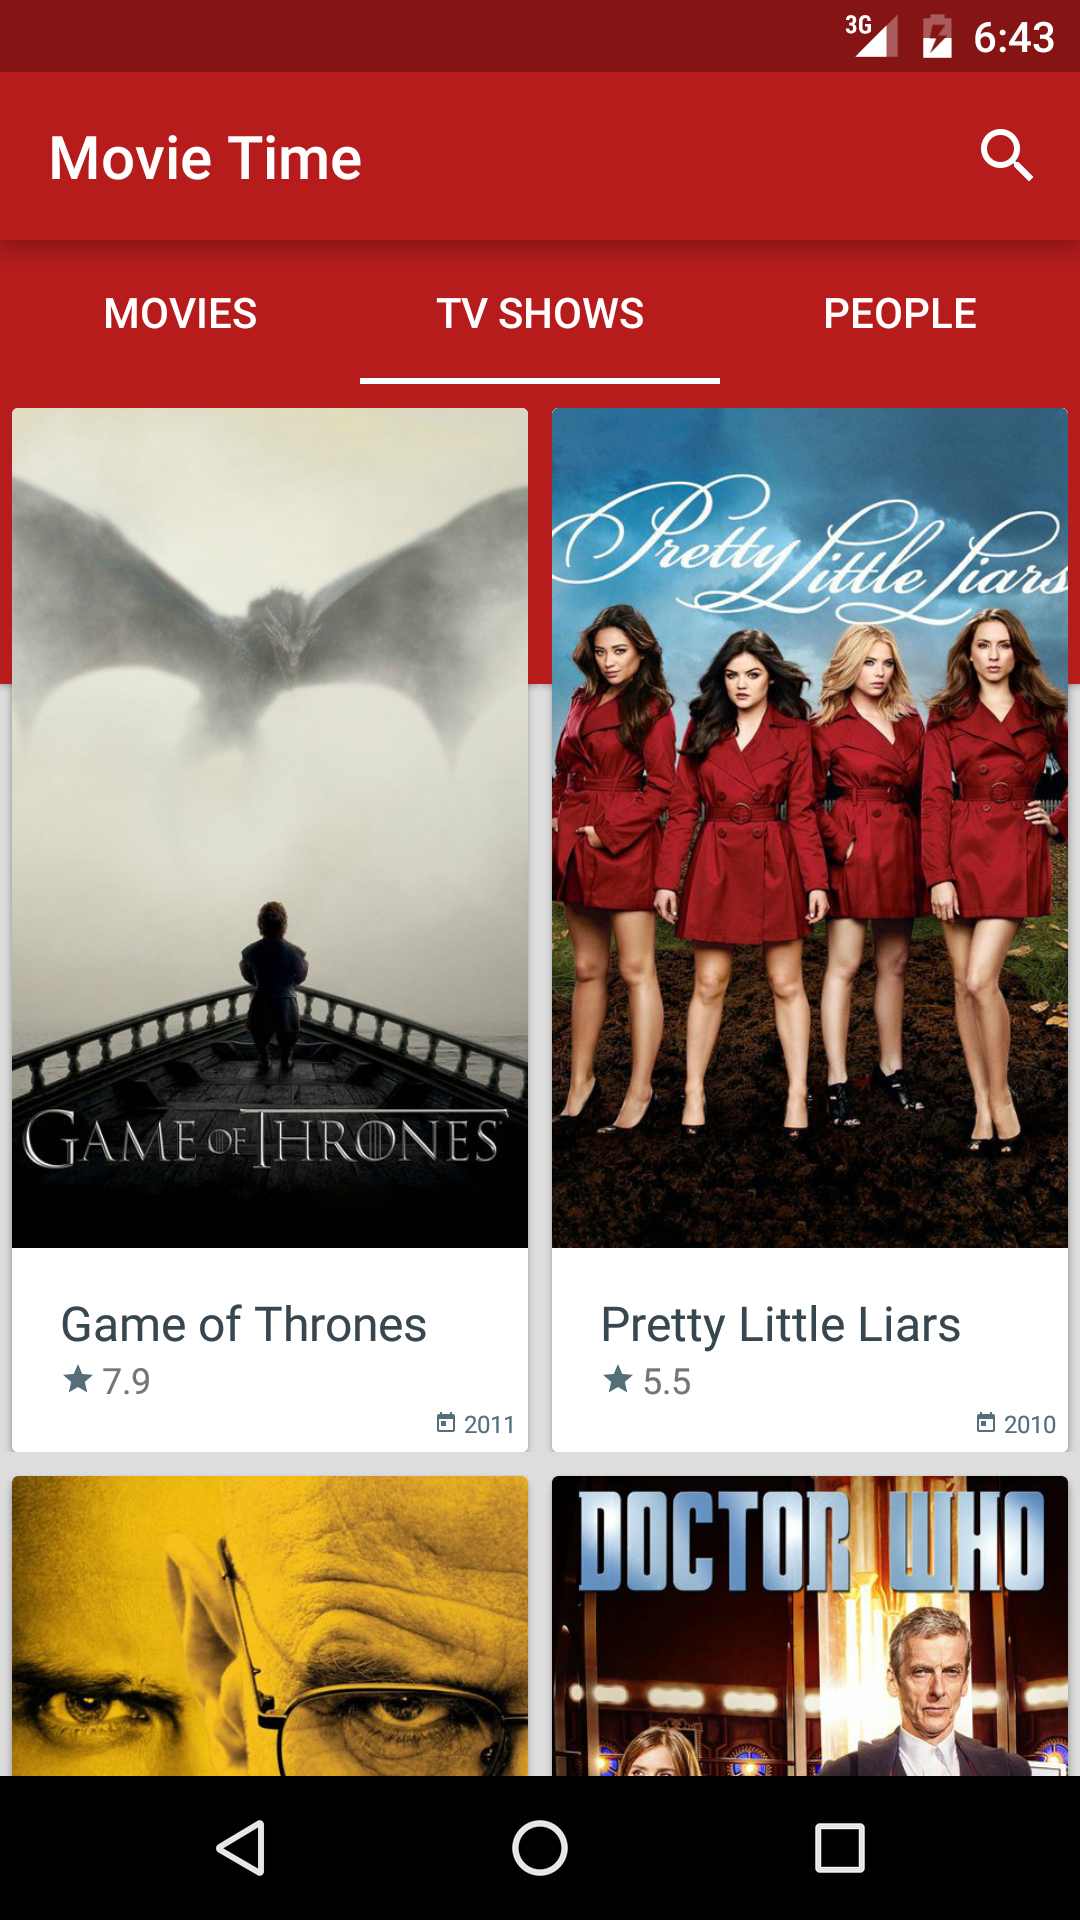 3G 6:43
Movie Time
MOVIES TV SHOWS PEOPLE
Pretty Little Liars
GAME OF THRONES
Game of Thrones
7.9
2011
Pretty Little Liars
5.5
2010
DOCTOR WHO